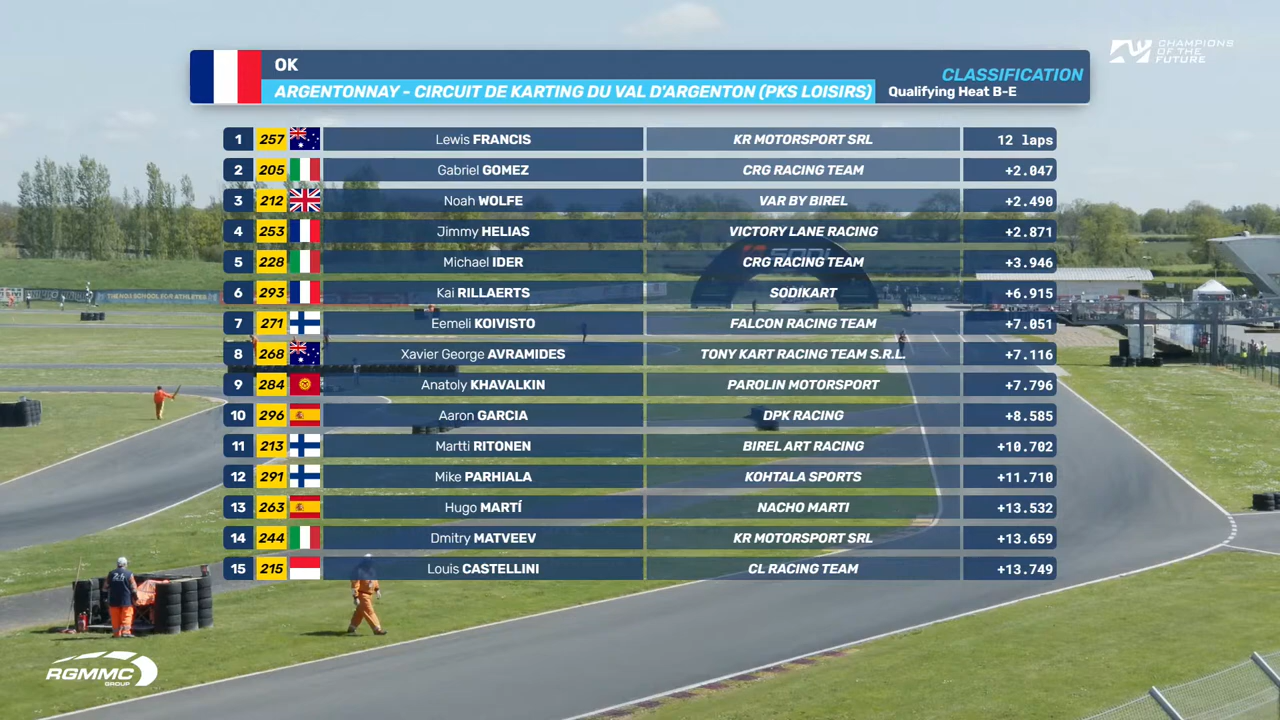 OK
CHAMPIONS
OF THE
FUTURE
CLASSIFICATION
ARGENTONNAY - CIRCUIT DE KARTING DU VAL D'ARGENTON (PKS LOISIRS) Qualifying Heat B-E
1 257 Lewis FRANCIS KR MOTORSPORT SRL 12 laps
2 205 Gabriel GOMEZ CRG RACING TEAM +2.047
3 212 Noah WOLFE VAR BY BIREL +2.490
4 253 Jimmy HELIAS VICTORY LANE RACING +2.871
5 228 Michael IDER CRG RACING TEAM +3.946
6 293 Kai RILLAERTS SODIKART +6.915
7 271 Eemeli KOIVISTO FALCON RACING TEAM +7.051
8 268 Xavier George AVRAMIDES TONY KART RACING TEAM S.R.L. +7.116
9 284 Anatoly KHAVALKIN PAROLIN MOTORSPORT +7.796
10 296 Aaron GARCIA DPK RACING +8.585
11 213 Martti RITONEN BIREL ART RACING +10.702
12 291 Mike PARHIALA KOHTALA SPORTS +11.710
13 263 Hugo MARTÍ NACHO MARTI +13.532
14 244 Dmitry MATVEEV KR MOTORSPORT SRL +13.659
15 215 Louis CASTELLINI CL RACING TEAM +13.749
RGMMC
GROUP